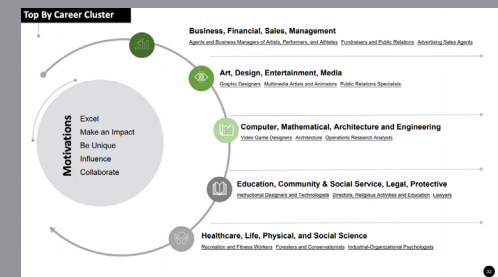 Top By Career Cluster
Business, Financial, Sales, Management
Agents and Business Managers of Artists, Performers, and Athletes Fundraisers and Public Relations Advertising Sales Agents
Art, Design, Entertainment, Media
Graphic Designers Multimedia Artists and Animators Public Relations Specialists
Motivations
Excel
Make an Impact
Be Unique
Influence
Collaborate
Computer, Mathematical, Architecture and Engineering
Video Game Designers Architecture Operations Research Analysts
Education, Community & Social Service, Legal, Protective
Instructional Designers and Technologists Directors, Religious Activities and Education Lawyers
Healthcare, Life, Physical, and Social Science
Recreation and Fitness Workers Foresters and Conservationists Industrial-Organizational Psychologists